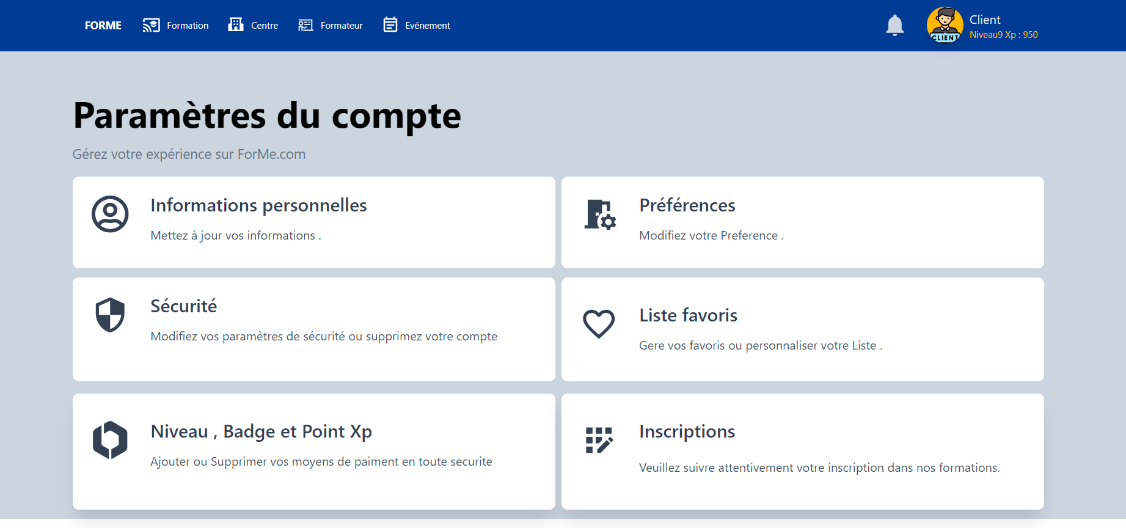 FORME Formation Centre Formateur Evénement
Client
CLIENT Niveau9 Xp : 950
Paramètres du compte
Gérez votre expérience sur ForMe.com
Informations personnelles
Mettez à jour vos informations .
Préférences
Modifiez votre Preference .
Sécurité
Modifiez vos paramètres de sécurité ou supprimez votre compte
Liste favoris
Gere vos favoris ou personnaliser votre Liste .
Niveau , Badge et Point Xp
Ajouter ou Supprimer vos moyens de paiment en toute securite
Inscriptions
Veuillez suivre attentivement votre inscription dans nos formations.